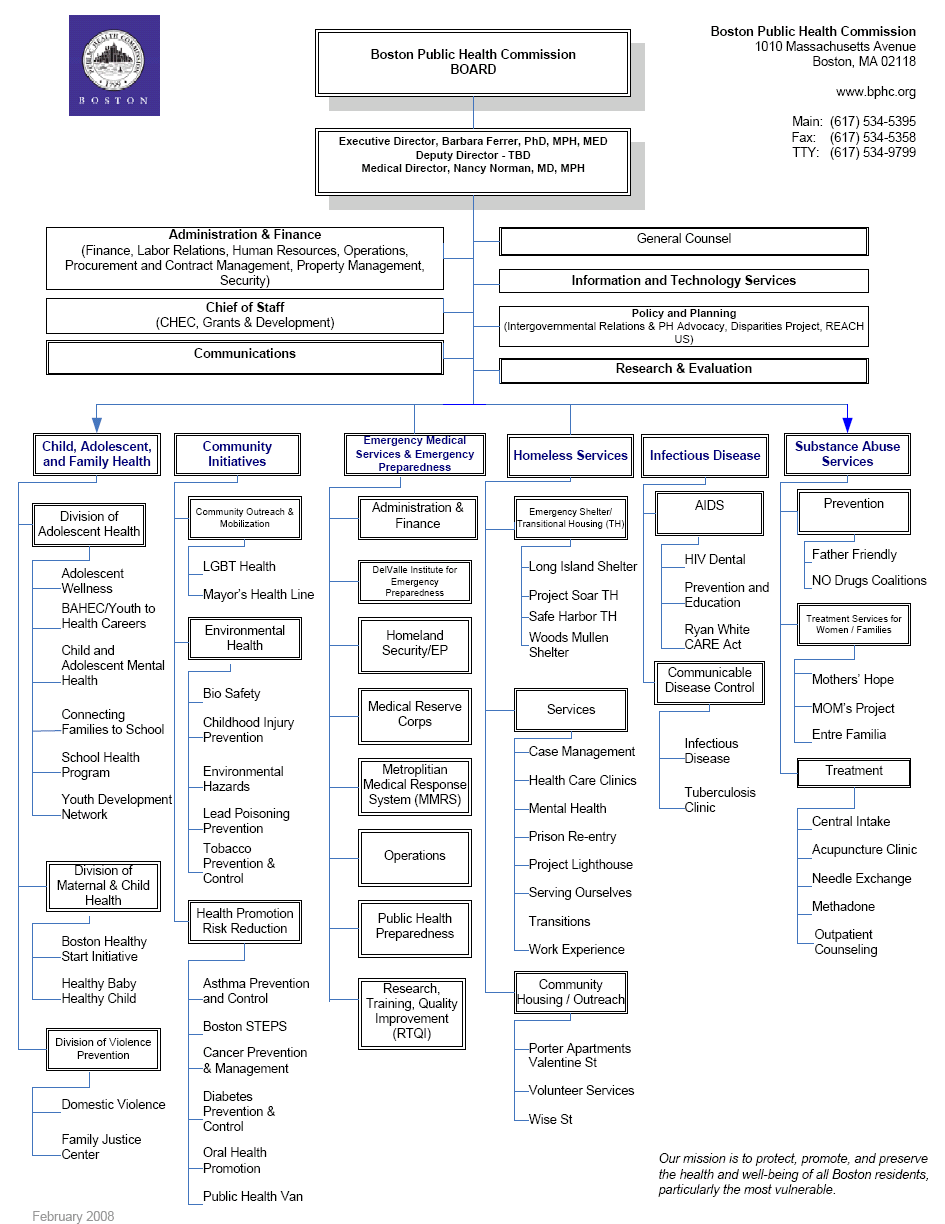 PUBLIC HEALTH COMMISSION
1799
BOSTON
Boston Public Health Commission
BOARD
Boston Public Health Commission
1010 Massachusetts Avenue
Boston, MA 02118
www.bphc.org
Main: (617) 534-5395
Fax: (617) 534-5358
TTY: (617) 534-9799
Executive Director, Barbara Ferrer, PhD, MPH, MED
Deputy Director - TBD
Medical Director, Nancy Norman, MD, MPH
Administration & Finance
(Finance, Labor Relations, Human Resources, Operations,
Procurement and Contract Management, Property Management,
Security)
Chief of Staff
(CHEC, Grants & Development)
Communications
General Counsel
Information and Technology Services
Policy and Planning
(Intergovernmental Relations & PH Advocacy, Disparities Project, REACH
US)
Research & Evaluation
Child, Adolescent,
and Family Health
Division of
Adolescent Health
Adolescent
Wellness
BAHEC/Youth to
Health Careers
Child and
Adolescent Mental
Health
Connecting
Families to School
School Health
Program
Youth Development
Network
Division of
Maternal & Child
Health
Boston Healthy
Start Initiative
Healthy Baby
Healthy Child
Division of Violence
Prevention
Domestic Violence
Family Justice
Center
Community
Initiatives
Community Outreach &
Mobilization
LGBT Health
Mayor's Health Line
Environmental
Health
Bio Safety
Childhood Injury
Prevention
Environmental
Hazards
Lead Poisoning
Prevention
Tobacco
Prevention &
Control
Health Promotion
Risk Reduction
Asthma Prevention
and Control
Boston STEPS
Cancer Prevention
& Management
Diabetes
Prevention &
Control
Oral Health
Promotion
Public Health Van
Emergency Medical
Services & Emergency
Preparedness
Administration &
Finance
DelValle Institute for
Emergency
Preparedness
Homeland
Security/EP
Medical Reserve
Corps
Metroplitian
Medical Response
System (MMRS)
Operations
Public Health
Preparedness
Research,
Training, Quality
Improvement
(RTQI)
Homeless Services
Emergency Shelter/
Transitional Housing (TH)
Long Island Shelter
Project Soar TH
Safe Harbor TH
Woods Mullen
Shelter
Services
Case Management
Health Care Clinics
Mental Health
Prison Re-entry
Project Lighthouse
Serving Ourselves
Transitions
Work Experience
Community
Housing / Outreach
Porter Apartments
Valentine St
Volunteer Services
Wise St
Infectious Disease
AIDS
HIV Dental
Prevention and
Education
Ryan White
CARE Act
Communicable
Disease Control
Infectious
Disease
Tuberculosis
Clinic
Substance Abuse
Services
Prevention
Father Friendly
NO Drugs Coalitions
Treatment Services for
Women / Families
Mothers' Hope
MOM's Project
Entre Familia
Treatment
Central Intake
Acupuncture Clinic
Needle Exchange
Methadone
Outpatient
Counseling
Our mission is to protect, promote, and preserve
the health and well-being of all Boston residents,
particularly the most vulnerable.
February 2008